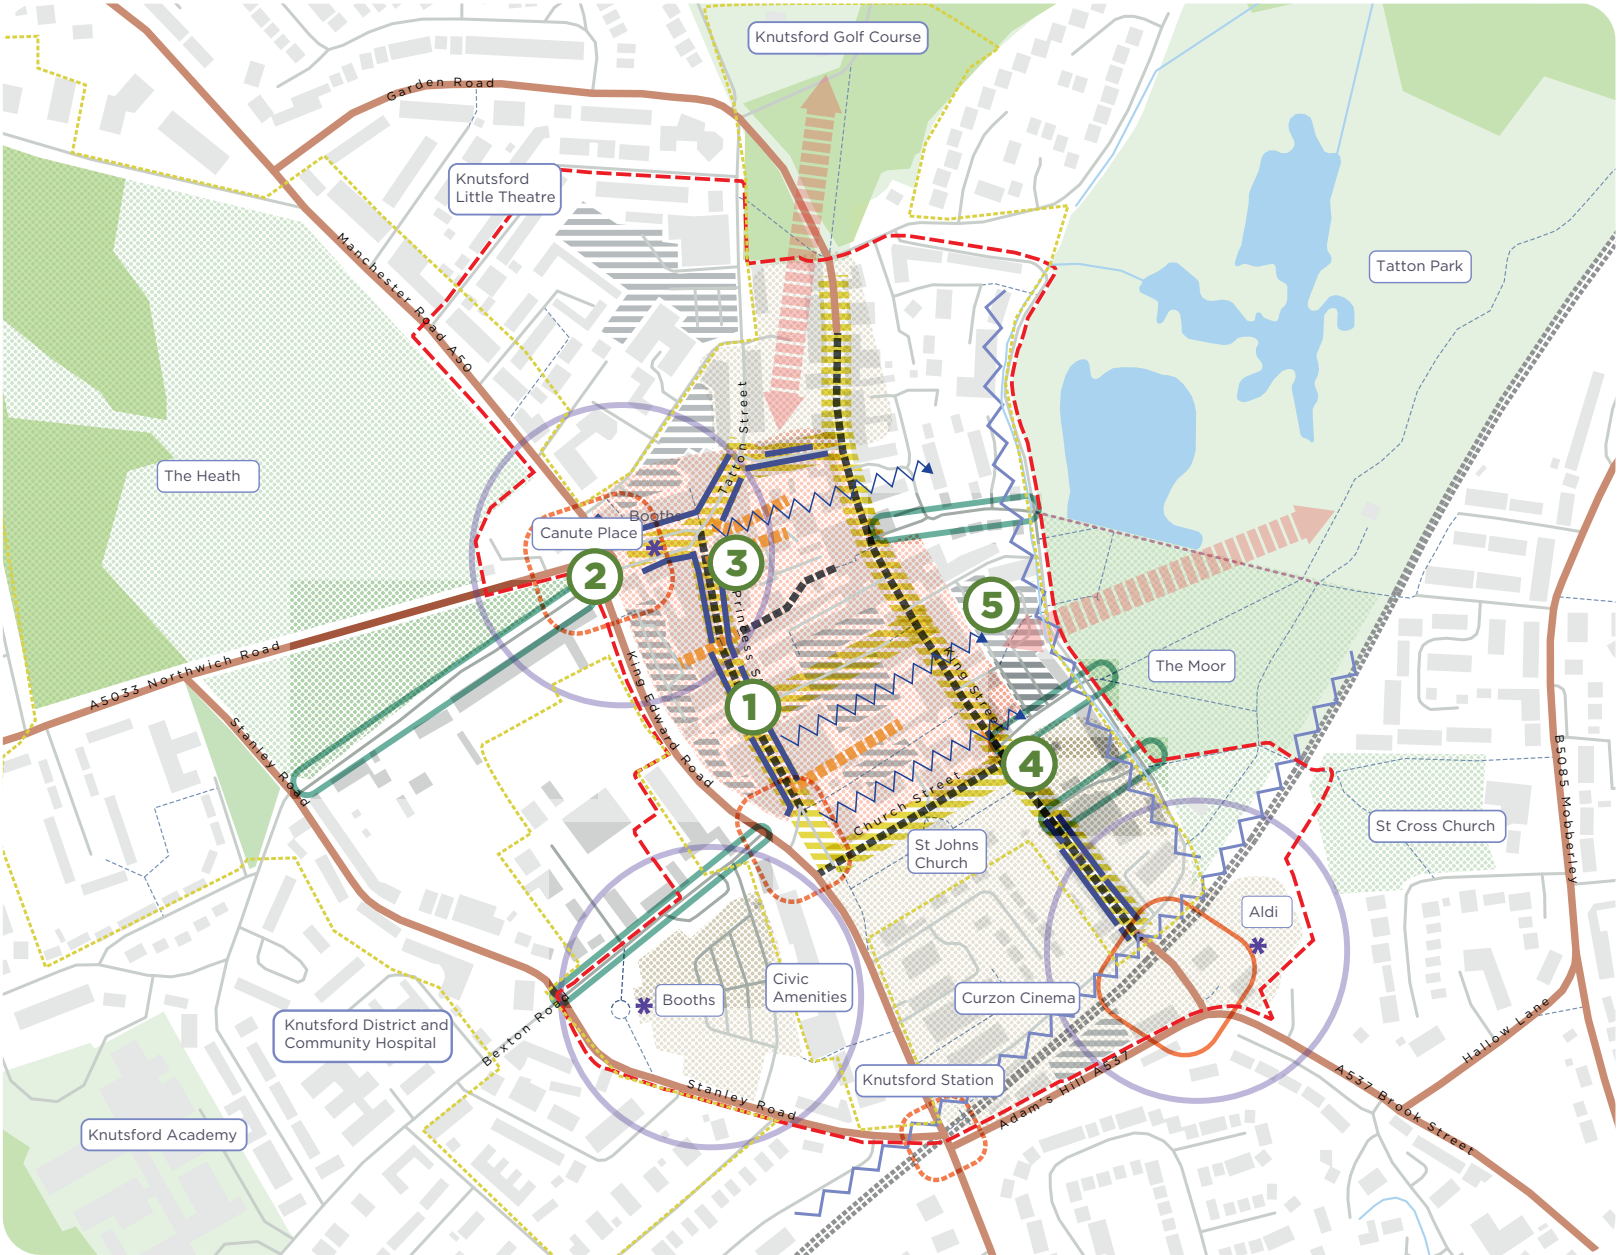 Knutsford Golf Course
Garden Road
Knutsford
Little Theatre
Manchester Road A50
Tatton Park
Tatton Street
The Heath
Booths
Canute Place
3
2
5
Princess S
A5033 Northwich Road
King Edward Road
King Street
The Moor
1
Stanley Road
4
B5085 Mobberley
Church Street
St Cross Church
St Johns
Church
Aldi
Civic
Amenities
Curzon Cinema
Booths
Knutsford District and
Community Hospital
Bexton Road
Hallow Lane
Knutsford Station
Stanley Road
Adam's Hill A537
A537 Brook Street
Knutsford Academy